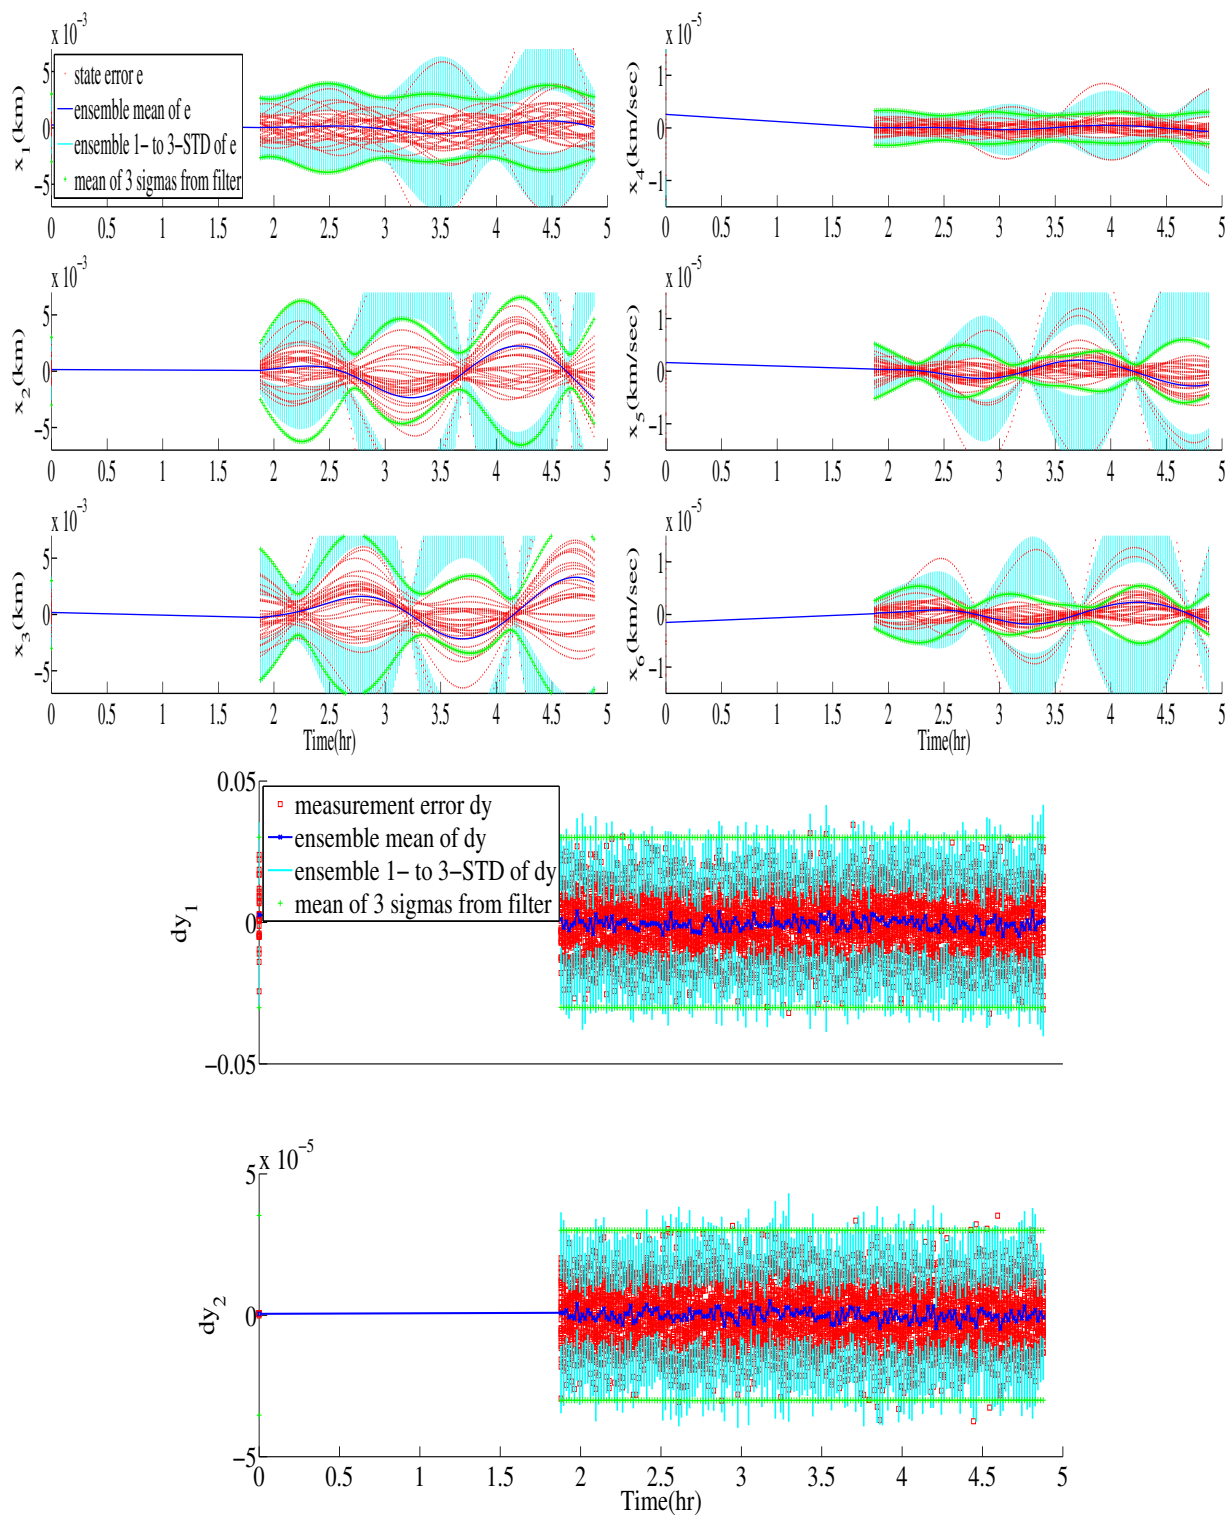 x 10⁻³
x₁(km)
5
0
−5
state error e
ensemble mean of e
ensemble 1− to 3−STD of e
mean of 3 sigmas from filter
0 0.5 1 1.5 2 2.5 3 3.5 4 4.5 5
x 10⁻⁵
x₄(km/sec)
1
0
−1
0 0.5 1 1.5 2 2.5 3 3.5 4 4.5 5
x 10⁻³
x₂(km)
5
0
−5
0 0.5 1 1.5 2 2.5 3 3.5 4 4.5 5
x 10⁻⁵
x₅(km/sec)
1
0
−1
0 0.5 1 1.5 2 2.5 3 3.5 4 4.5 5
x 10⁻³
x₃(km)
5
0
−5
0 0.5 1 1.5 2 2.5 3 3.5 4 4.5 5
Time(hr)
x 10⁻⁵
x₆(km/sec)
1
0
−1
0 0.5 1 1.5 2 2.5 3 3.5 4 4.5 5
Time(hr)
0.05
dy₁
0
−0.05
measurement error dy
ensemble mean of dy
ensemble 1− to 3−STD of dy
mean of 3 sigmas from filter
x 10⁻⁵
5
dy₂
0
−5
0 0.5 1 1.5 2 2.5 3 3.5 4 4.5 5
Time(hr)